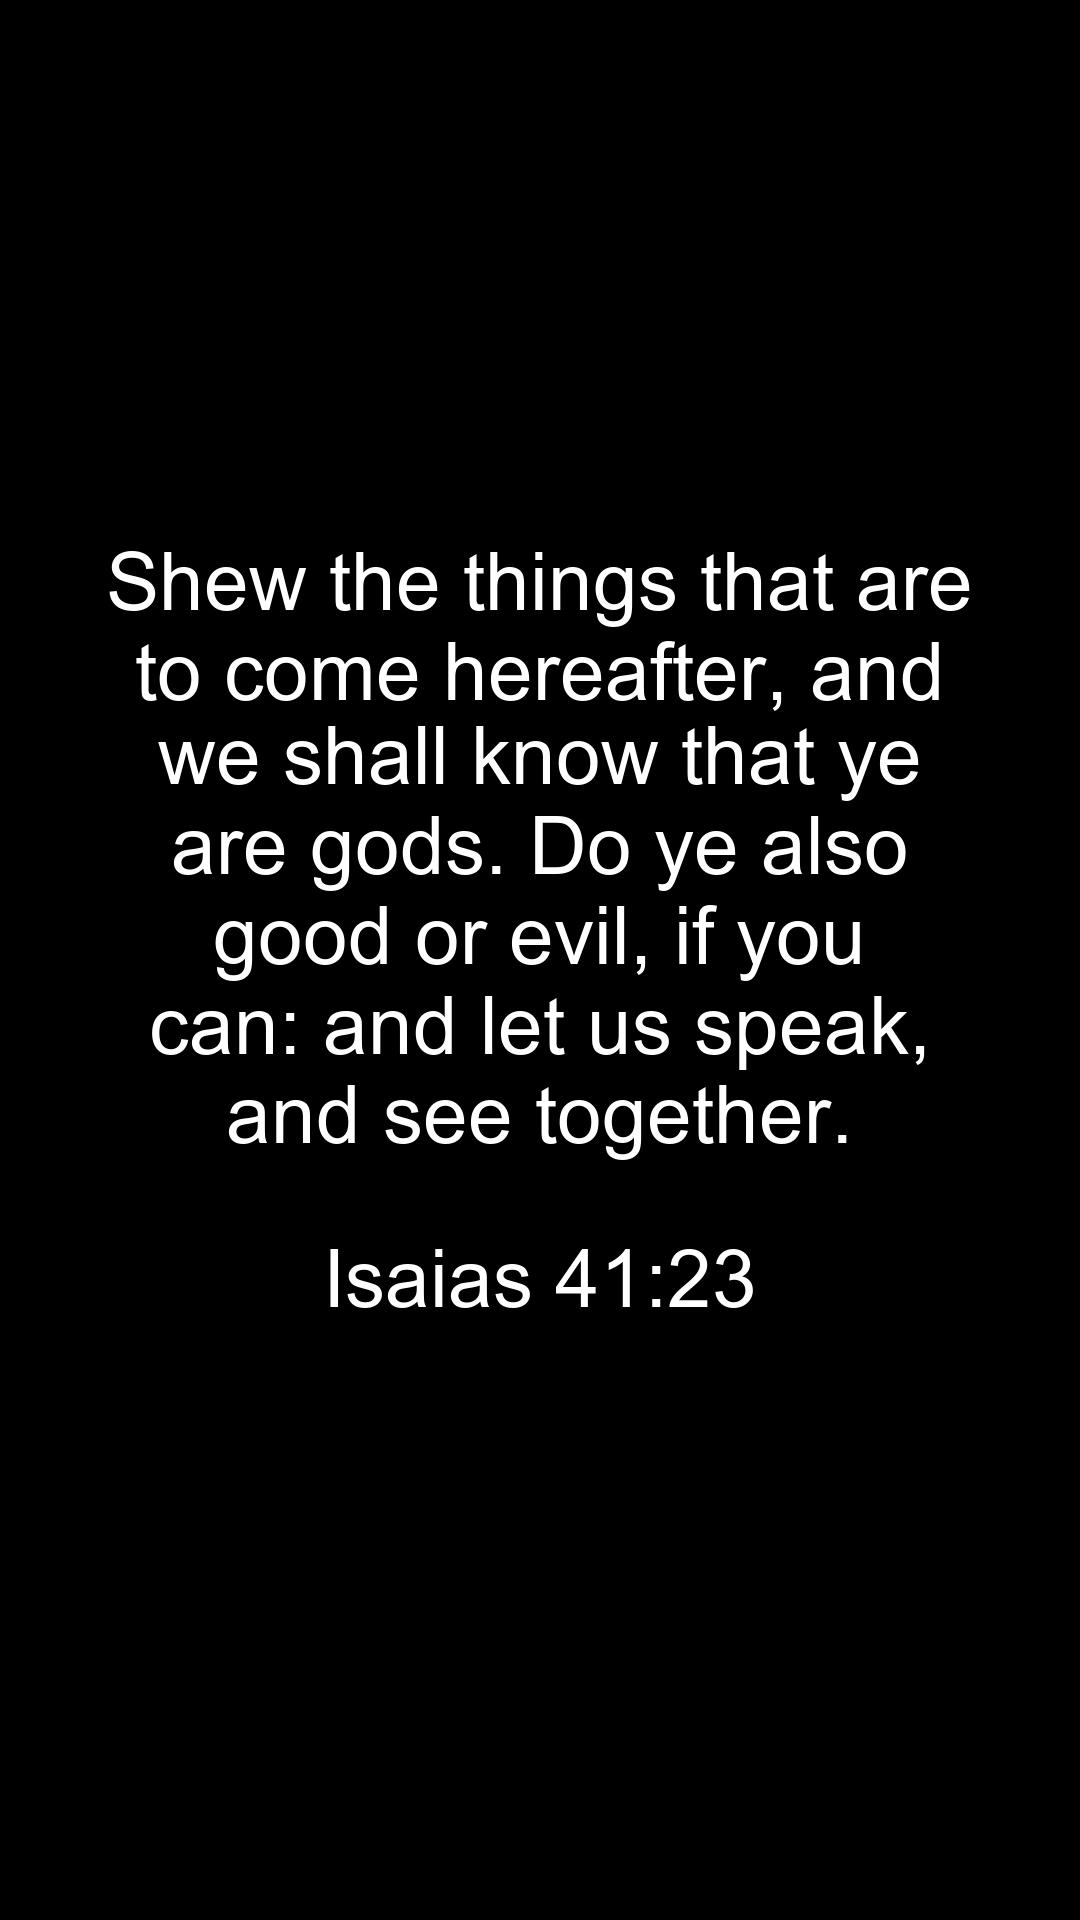 Shew the things that are
to come hereafter, and
we shall know that ye
are gods. Do ye also
good or evil, if you
can: and let us speak,
and see together.
Isaias 41:23